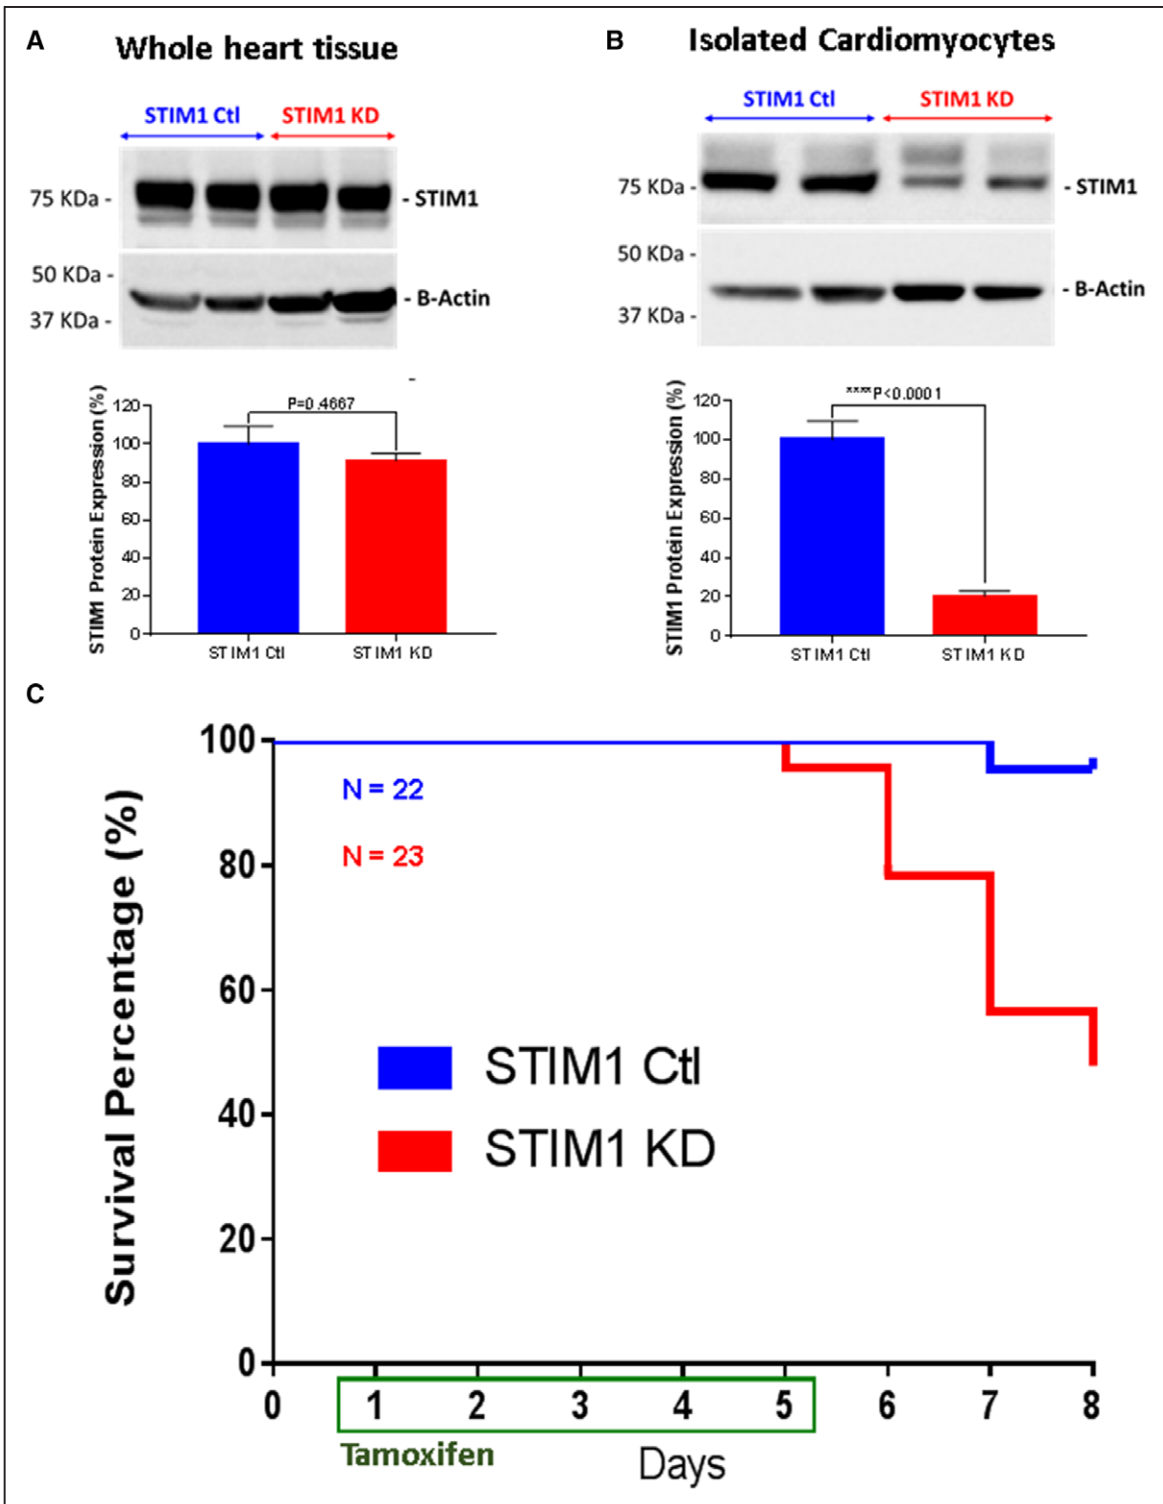 A
Whole heart tissue
STIM1 Ctl STIM1 KD
75 KDa - - STIM1
50 KDa -
- B-Actin
37 KDa -
STIM1 Protein Expression (%)
120
100
80
60
40
20
0
P=0.4667
STIM1 Ctl STIM1 KD
B
Isolated Cardiomyocytes
STIM1 Ctl STIM1 KD
75 KDa - - STIM1
50 KDa -
- B-Actin
37 KDa -
STIM1 Protein Expression (%)
120
100
80
60
40
20
0
****P<0.0001
STIM1 Ctl STIM1 KD
C
Survival Percentage (%)
100
80
60
40
20
0
N = 22
N = 23
STIM1 Ctl
STIM1 KD
0 1 2 3 4 5 6 7 8
Tamoxifen
Days